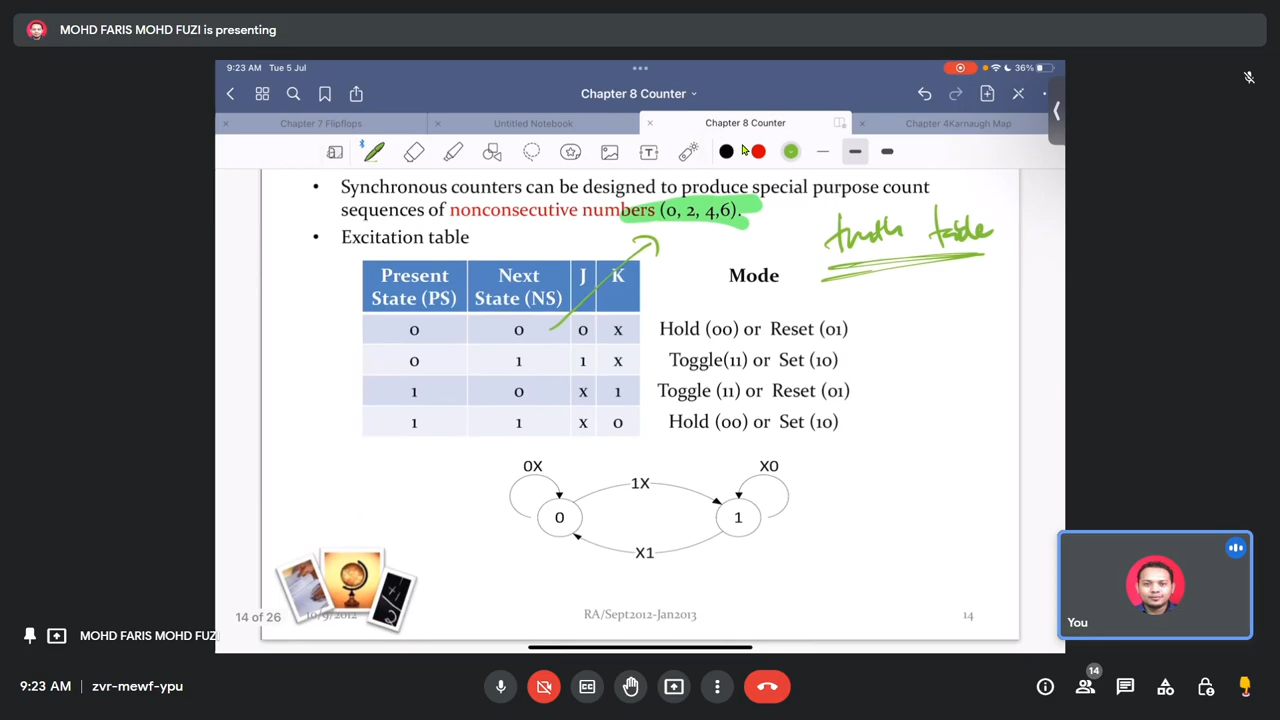 MOHD FARIS MOHD FUZI is presenting
9:23 AM Tue 5 Jul
36%
Chapter 8 Counter
Chapter 7 Flipflops
Untitled Notebook
Chapter 8 Counter
Chapter 4Karnaugh Map
• Synchronous counters can be designed to produce special purpose count
sequences of nonconsecutive numbers (0, 2, 4,6).
truth table
• Excitation table
Present State (PS) Next State (NS) J K Mode
0 0 0 x Hold (00) or Reset (01)
0 1 1 x Toggle(11) or Set (10)
1 0 x 1 Toggle (11) or Reset (01)
1 1 x 0 Hold (00) or Set (10)
0X X0
1X
0 1
X1
14 of 26 10/9/2012 RA/Sept2012-Jan2013 14
You
MOHD FARIS MOHD FUZI
9:23 AM zvr-mewf-ypu
14